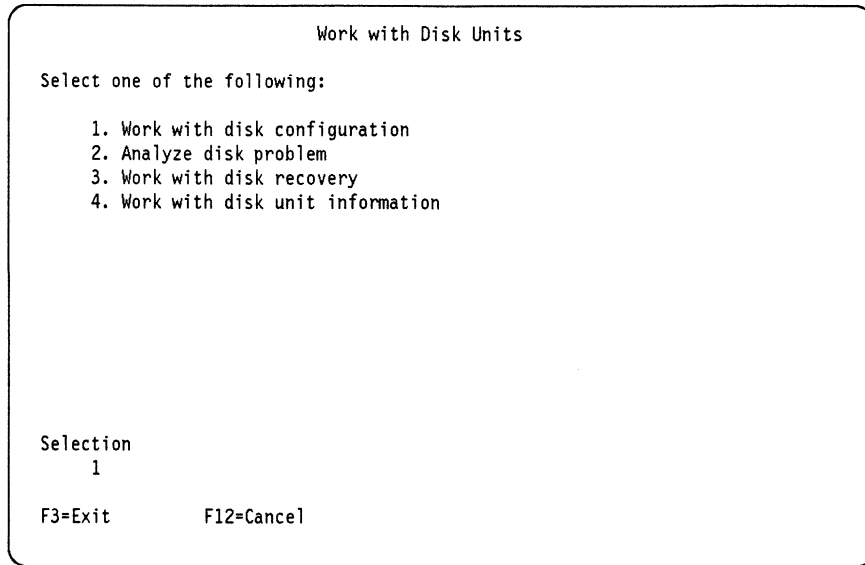 Work with Disk Units
Select one of the following:
1. Work with disk configuration
2. Analyze disk problem
3. Work with disk recovery
4. Work with disk unit information
Selection
1
F3=Exit F12=Cancel